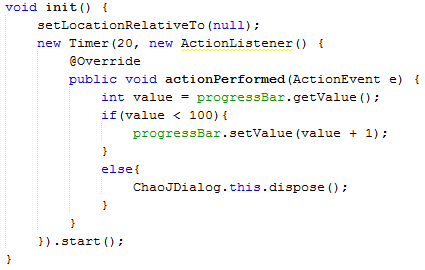 void init() {
    setLocationRelativeTo(null);
    new Timer(20, new ActionListener() {
        @Override
        public void actionPerformed(ActionEvent e) {
            int value = progressBar.getValue();
            if(value < 100){
                progressBar.setValue(value + 1);
            }
            else{
                ChaoJDialog.this.dispose();
            }
        }
    }).start();
}